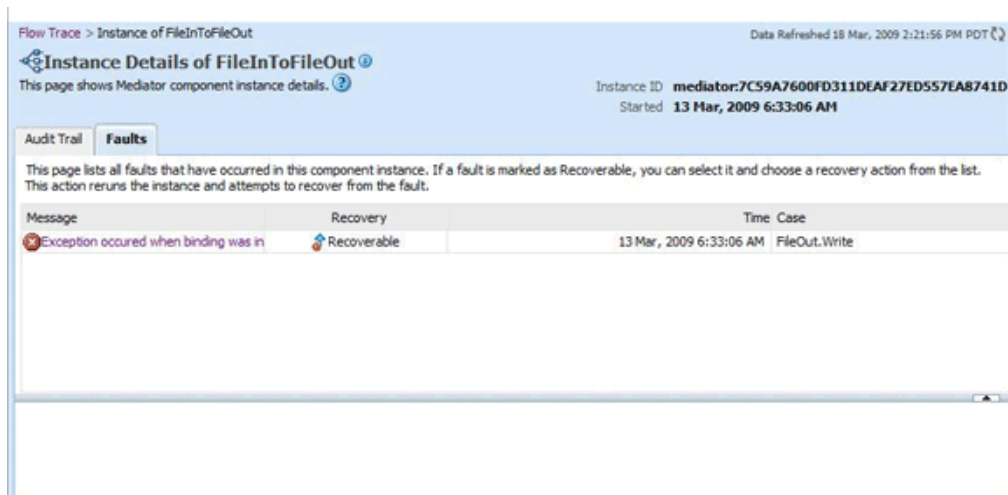 Flow Trace > Instance of FileInToFileOut
Data Refreshed 18 Mar, 2009 2:21:56 PM PDT
Instance Details of FileInToFileOut
This page shows Mediator component instance details.
Instance ID mediator:7C59A7600FD311DEAF27ED557EA8741D
Started 13 Mar, 2009 6:33:06 AM
Audit Trail Faults
This page lists all faults that have occurred in this component instance. If a fault is marked as Recoverable, you can select it and choose a recovery action from the list.
This action reruns the instance and attempts to recover from the fault.
Message Recovery Time Case
Exception occured when binding was in Recoverable 13 Mar, 2009 6:33:06 AM FileOut.Write